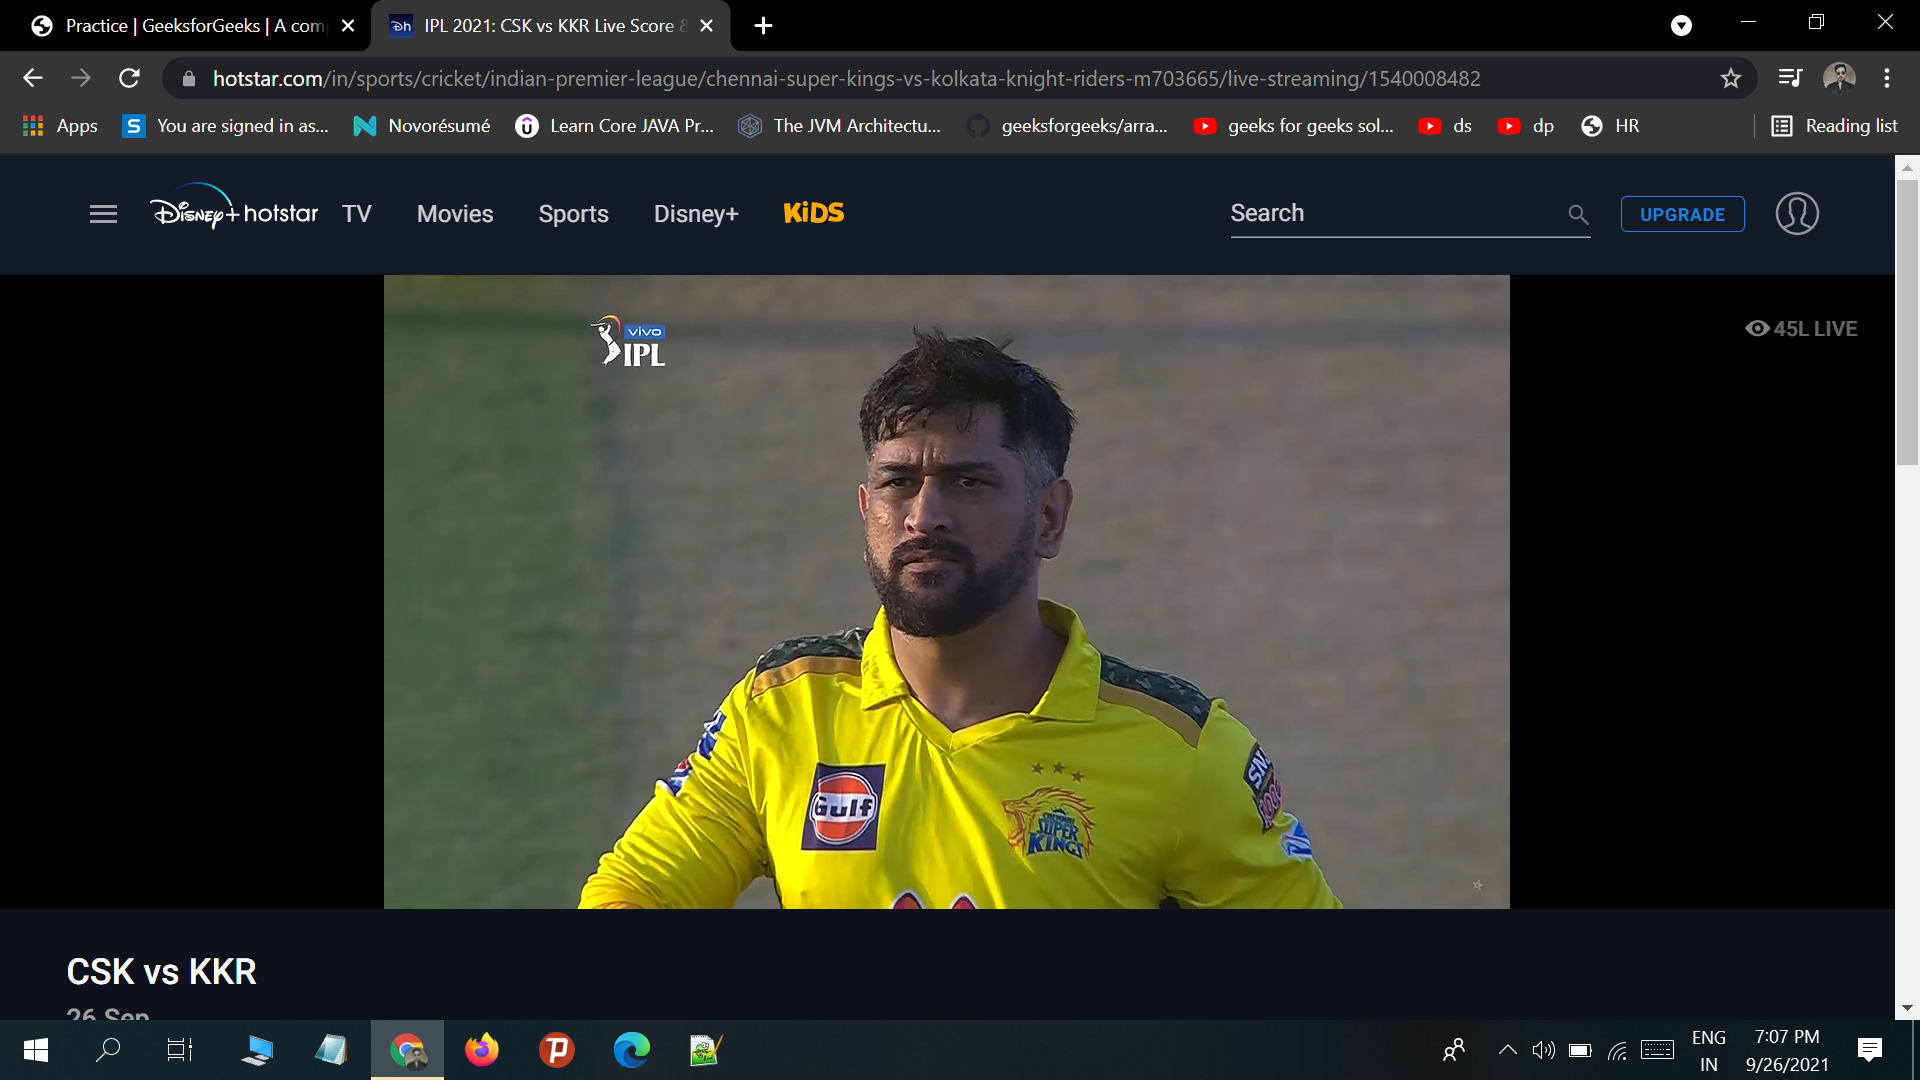 Practice | GeeksforGeeks | A com
IPL 2021: CSK vs KKR Live Score &
hotstar.com/in/sports/cricket/indian-premier-league/chennai-super-kings-vs-kolkata-knight-riders-m703665/live-streaming/1540008482
Apps
S
You are signed in as...
Novorésumé
Learn Core JAVA Pr...
The JVM Architectu...
geeksforgeeks/arra...
geeks for geeks sol...
ds
dp
HR
Reading list
Disney+ hotstar
TV
Movies
Sports
Disney+
KiDS
Search
UPGRADE
vivo
IPL
45L LIVE
Gulf
CHENNAI
SUPER
KINGS
CSK vs KKR
26 Sep
ENG
IN
7:07 PM
9/26/2021